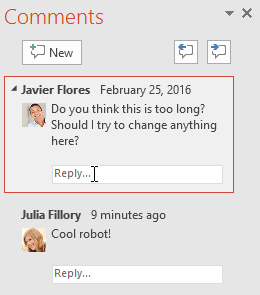 Comments
New
Javier Flores February 25, 2016
Do you think this is too long?
Should I try to change anything
here?
Reply...
Julia Fillory 9 minutes ago
Cool robot!
Reply...